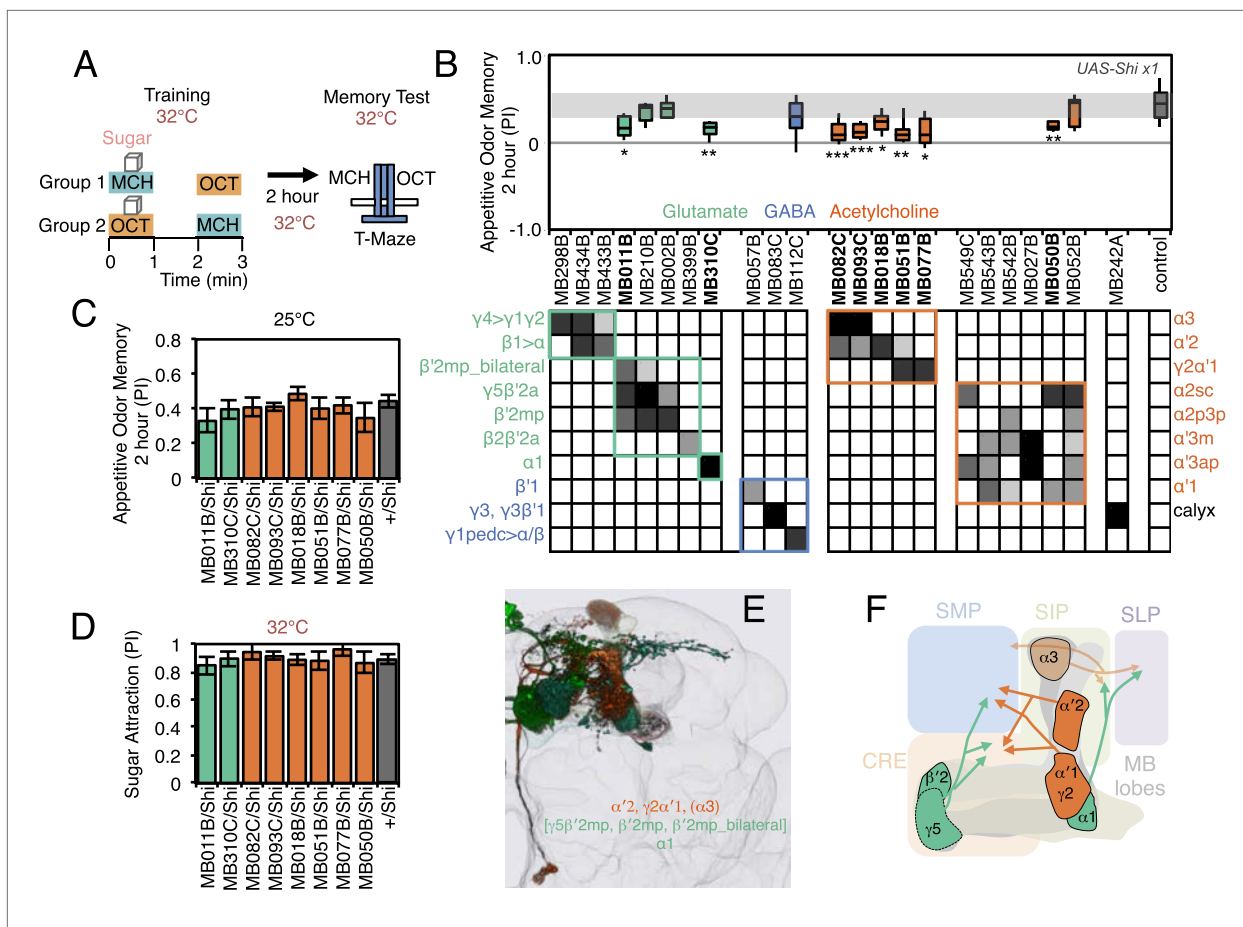 A
Training
32°C
Memory Test
32°C
Sugar
Group 1
MCH
OCT
Group 2
OCT
MCH
0 1 2 3
Time (min)
2 hour
32°C
MCH
OCT
T-Maze
B
Appetitive Odor Memory
2 hour (PI)
1.0
0
-1.0
UAS-Shi x1
* ** *** *** * ** * **
Glutamate
GABA
Acetylcholine
MB298B
MB434B
MB433B
MB011B
MB210B
MB002B
MB399B
MB310C
MB057B
MB083C
MB112C
MB082C
MB093C
MB018B
MB051B
MB077B
MB549C
MB543B
MB542B
MB027B
MB050B
MB052B
MB242A
control
γ4>γ1γ2
β1>α
β′2mp_bilateral
γ5β′2a
β′2mp
β2β′2a
α1
β′1
γ3, γ3β′1
γ1pedc>α/β
α3
α′2
γ2α′1
α2sc
α2p3p
α′3m
α′3ap
α′1
calyx
C
25°C
Appetitive Odor Memory
2 hour (PI)
0.8
0.6
0.4
0.2
0
MB011B/Shi
MB310C/Shi
MB082C/Shi
MB093C/Shi
MB018B/Shi
MB051B/Shi
MB077B/Shi
MB050B/Shi
+/Shi
D
32°C
Sugar Attraction (PI)
1
0.8
0.6
0.4
0.2
0
MB011B/Shi
MB310C/Shi
MB082C/Shi
MB093C/Shi
MB018B/Shi
MB051B/Shi
MB077B/Shi
MB050B/Shi
+/Shi
E
α′2, γ2α′1, (α3)
[γ5β′2mp, β′2mp, β′2mp_bilateral]
α1
F
SMP
SIP
SLP
α3
α′2
CRE
α′1
γ2
MB
lobes
β′2
γ5
α1